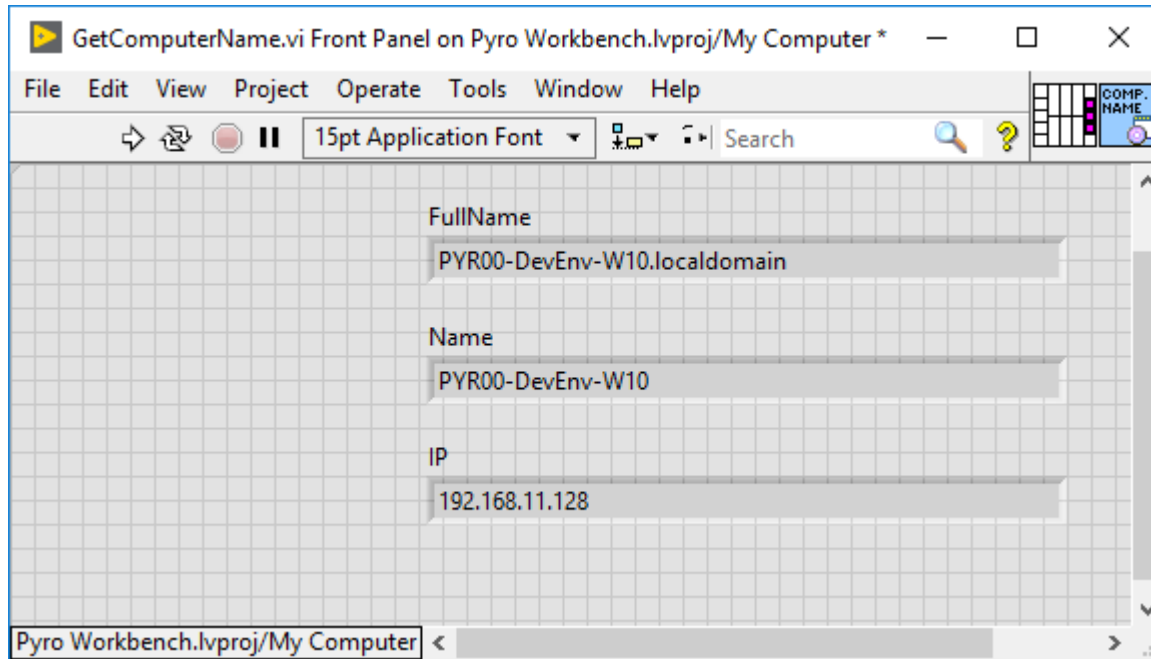 GetComputerName.vi Front Panel on Pyro Workbench.lvproj/My Computer *
File Edit View Project Operate Tools Window Help
COMP.
NAME
15pt Application Font Search
FullName
PYR00-DevEnv-W10.localdomain
Name
PYR00-DevEnv-W10
IP
192.168.11.128
Pyro Workbench.lvproj/My Computer